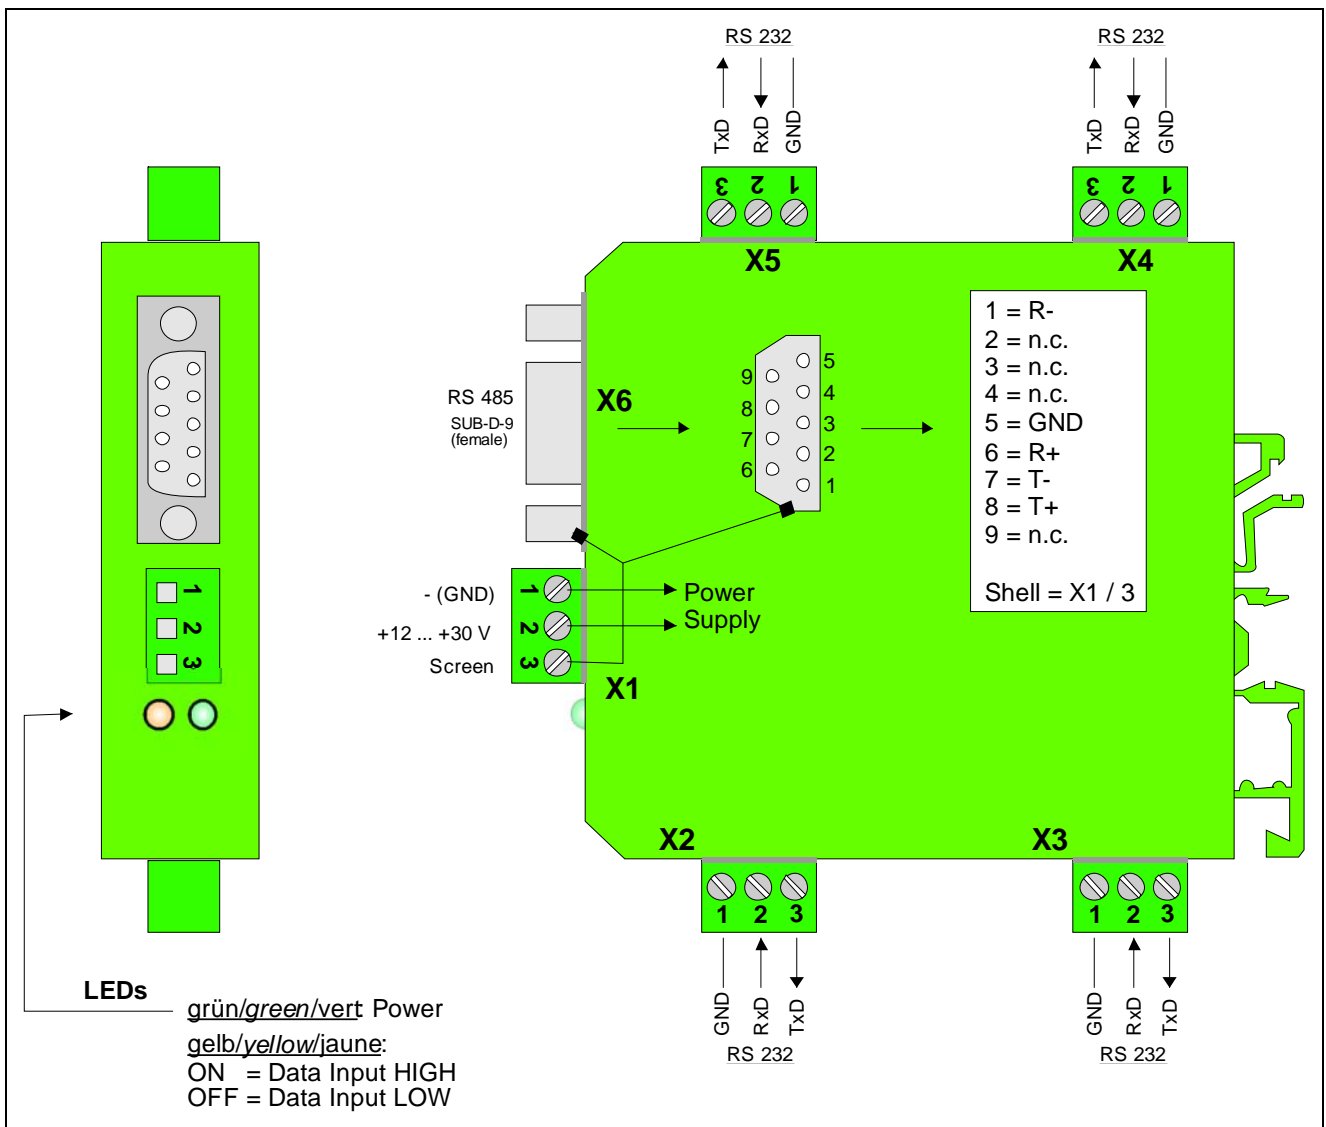 RS 232
RS 232
TxD RxD GND
TxD RxD GND
3 2 1
3 2 1
X5
X4
1 = R-
2 = n.c.
3 = n.c.
4 = n.c.
5 = GND
6 = R+
7 = T-
8 = T+
9 = n.c.
Shell = X1 / 3
RS 485
SUB-D-9
(female)
X6
5
9
4
8
3
7
2
6
1
1
2
3
- (GND)
+12 ... +30 V
Screen
1
2
3
Power
Supply
X1
X2
X3
1 2 3
1 2 3
GND RxD TxD
GND RxD TxD
RS 232
RS 232
LEDs
grün/green/vert: Power
gelb/yellow/jaune:
ON = Data Input HIGH
OFF = Data Input LOW